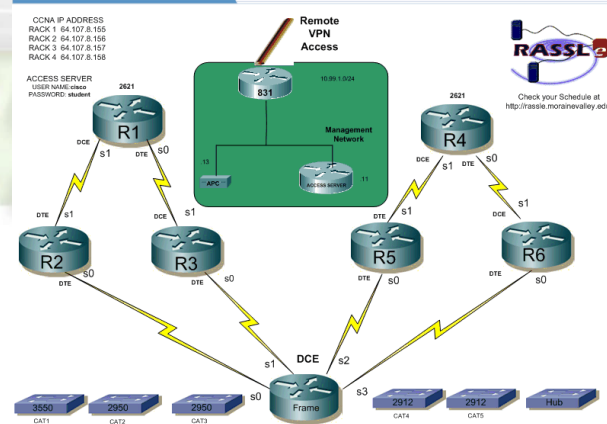 CCNA IP ADDRESS
RACK 1 64.107.8.155
RACK 2 64.107.8.156
RACK 3 64.107.8.157
RACK 4 64.107.8.158
ACCESS SERVER
USER NAME:cisco
PASSWORD: student
Remote
VPN
Access
RASSL e
Check your Schedule at
http://rassle.morainevalley.edu
10.99.1.0/24
831
Management
Network
.13
APC
.11
ACCESS SERVER
2621
R1
DCE
s1
DTE
s0
2621
R4
DCE
s1
DTE
s0
DTE
s1
R2
s0
DTE
DCE
s1
R3
s0
DTE
DTE
s1
R5
s0
DTE
DCE
s1
R6
s0
DTE
DCE
s0
s1
s2
s3
Frame
3550
CAT1
2950
CAT2
2950
CAT3
2912
CAT4
2912
CAT5
Hub